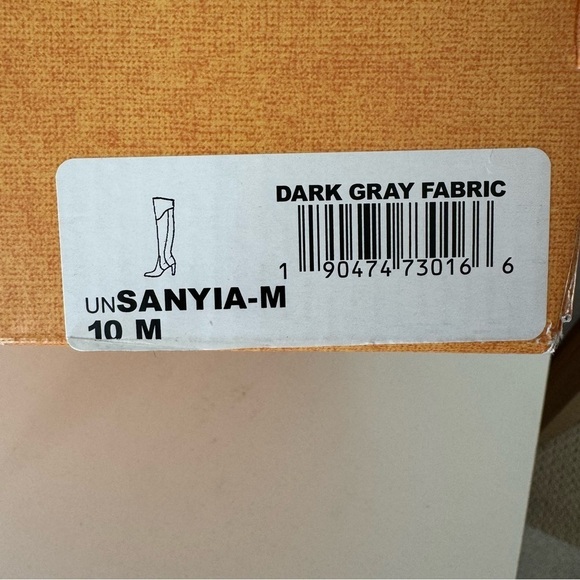 DARK GRAY FABRIC
1 90474 73016 6
UNSANYIA-M
10 M